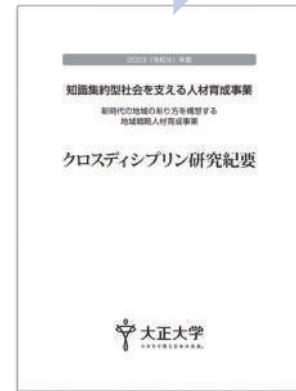 2023（令和5）年度
知識集約型社会を支える人材育成事業
新時代の地域のあり方を構想する
地域戦略人材育成事業
クロスディシプリン研究紀要
大正大学